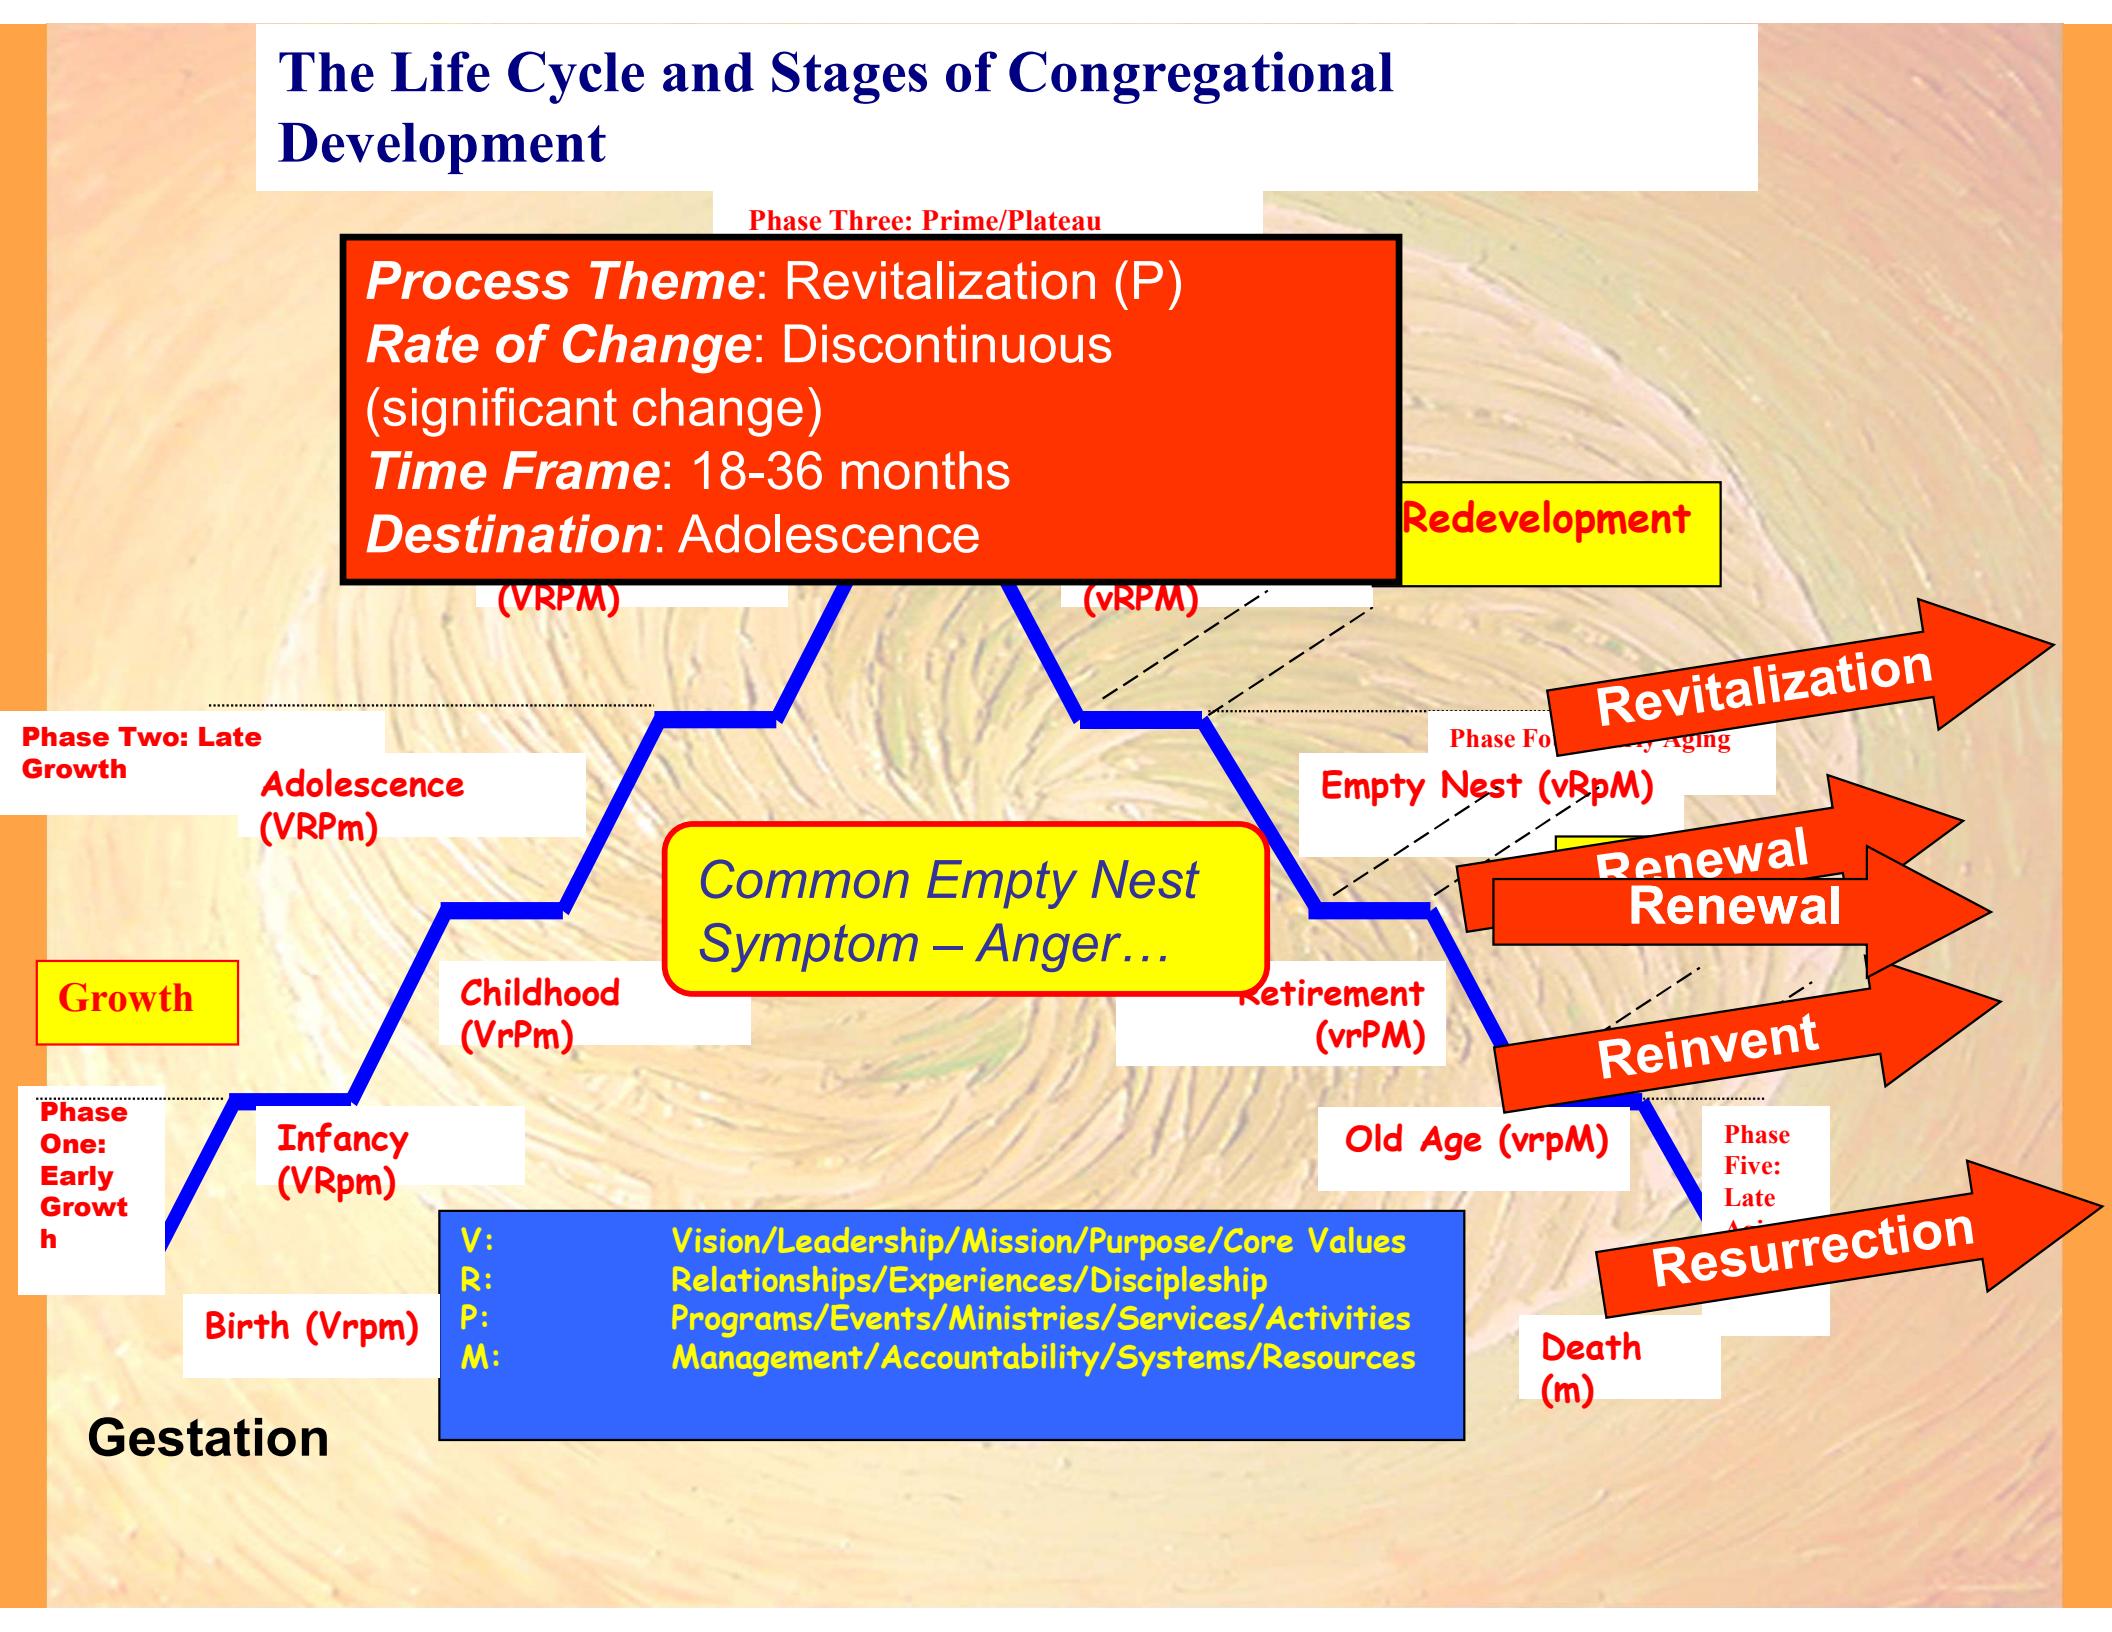 The Life Cycle and Stages of Congregational
Development
Phase Three: Prime/Plateau
Process Theme: Revitalization (P)
Rate of Change: Discontinuous
(significant change)
Time Frame: 18-36 months
Destination: Adolescence
Redevelopment
(VRPM)
(vRPM)
Revitalization
Phase Two: Late
Growth
Adolescence
(VRPm)
Phase Aging
Empty Nest (vRpM)
Common Empty Nest
Symptom – Anger…
Renewal
Renewal
Growth
Childhood
(VrPm)
Retirement
(vrPM)
Reinvent
Phase
One:
Early
Growt
h
Infancy
(VRpm)
Old Age (vrpM)
Phase
Five:
Late
Resurrection
V: Vision/Leadership/Mission/Purpose/Core Values
R: Relationships/Experiences/Discipleship
P: Programs/Events/Ministries/Services/Activities
M: Management/Accountability/Systems/Resources
Birth (Vrpm)
Death
(m)
Gestation